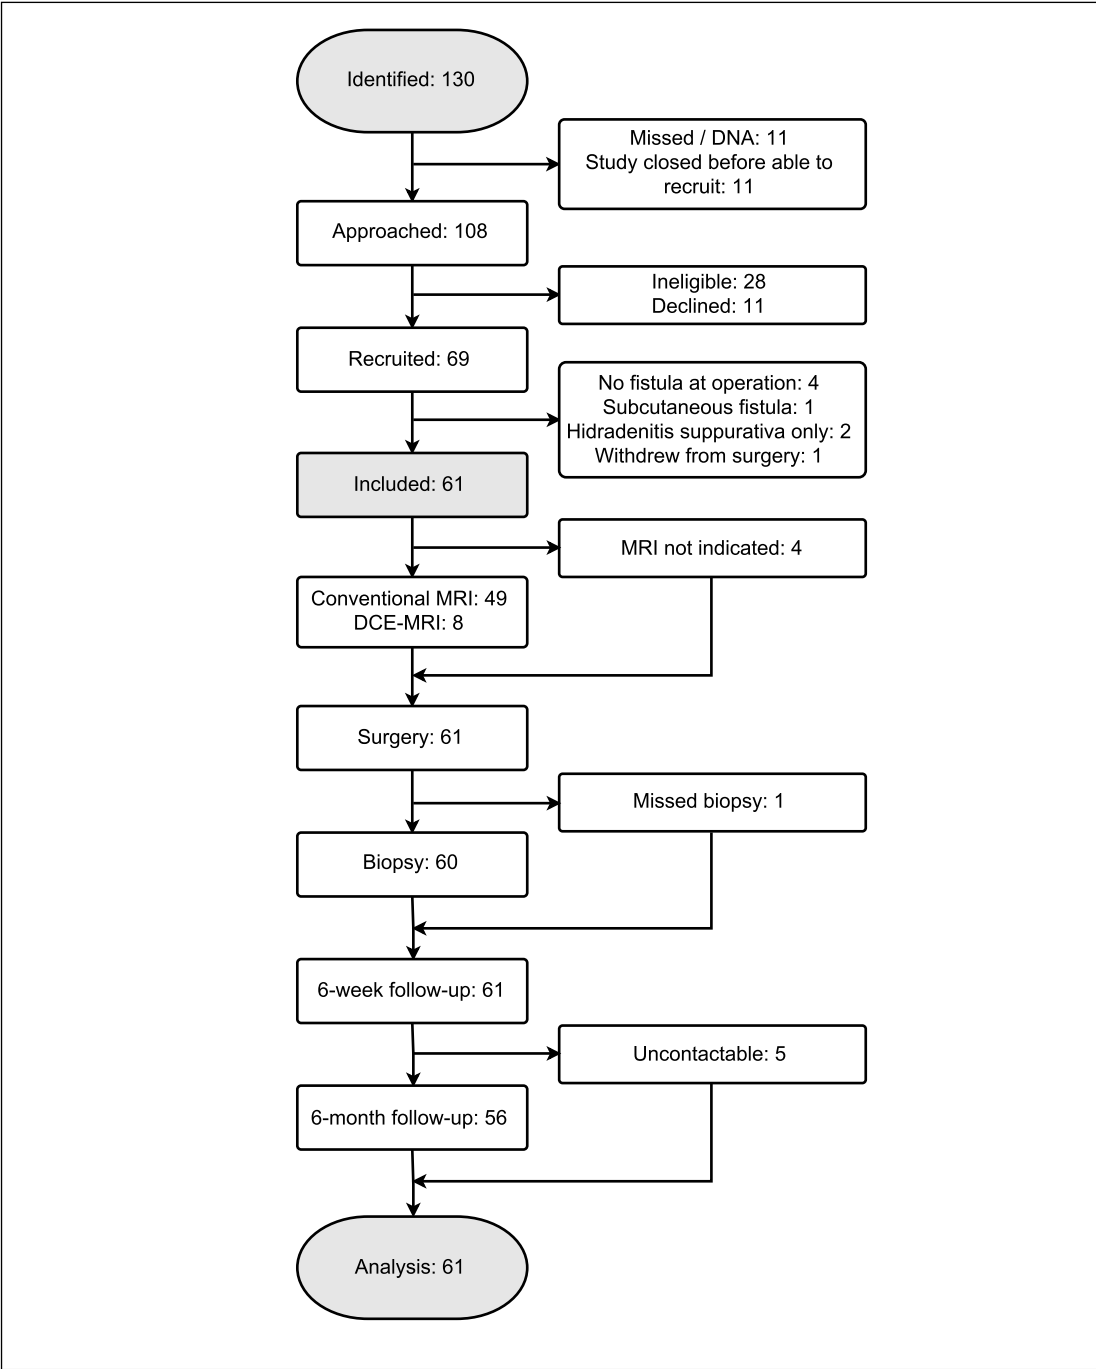 Identified: 130
Missed / DNA: 11
Study closed before able to
recruit: 11
Approached: 108
Ineligible: 28
Declined: 11
Recruited: 69
No fistula at operation: 4
Subcutaneous fistula: 1
Hidradenitis suppurativa only: 2
Withdrew from surgery: 1
Included: 61
MRI not indicated: 4
Conventional MRI: 49
DCE-MRI: 8
Surgery: 61
Missed biopsy: 1
Biopsy: 60
6-week follow-up: 61
Uncontactable: 5
6-month follow-up: 56
Analysis: 61